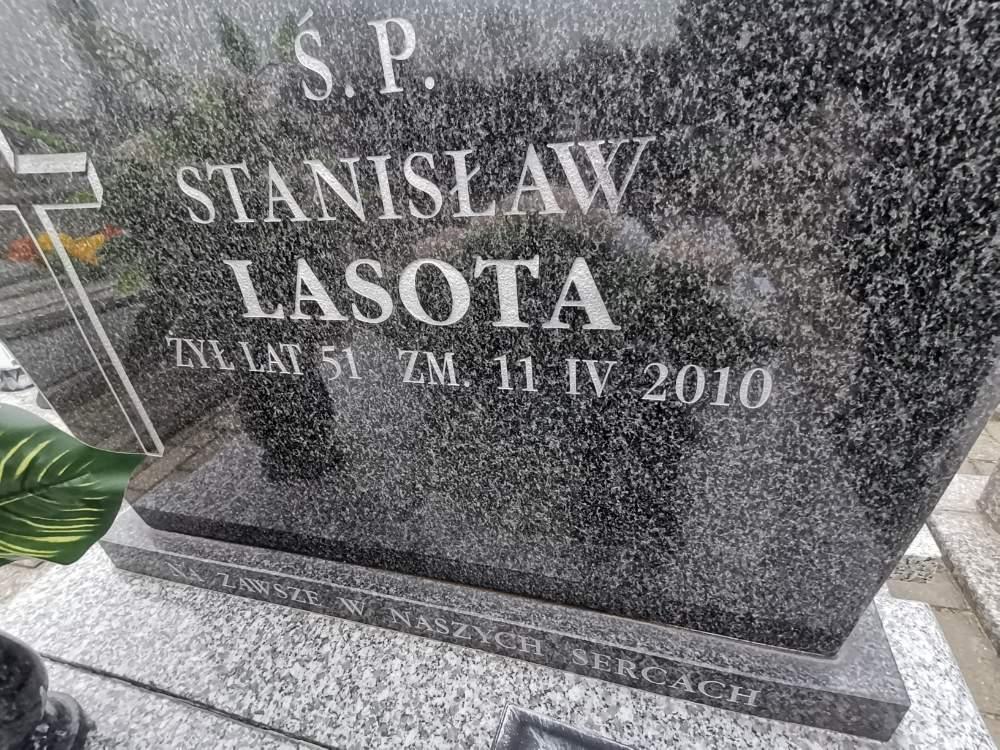 Ś. P.
STANISŁAW
LASOTA
ŻYŁ LAT 51 ZM. 11 IV 2010
NA ZAWSZE W NASZYCH SERCACH